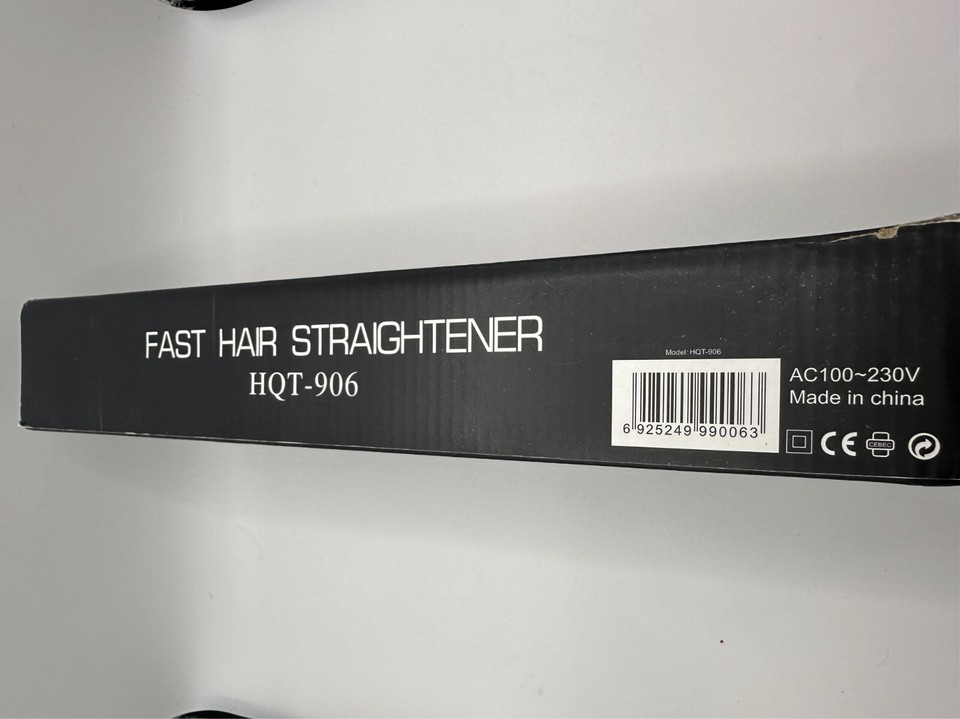 FAST HAIR STRAIGHTENER
HQT-906
Model: HQT-906
6 925249 990063
AC100~230V
Made in china
CE
CEBEC